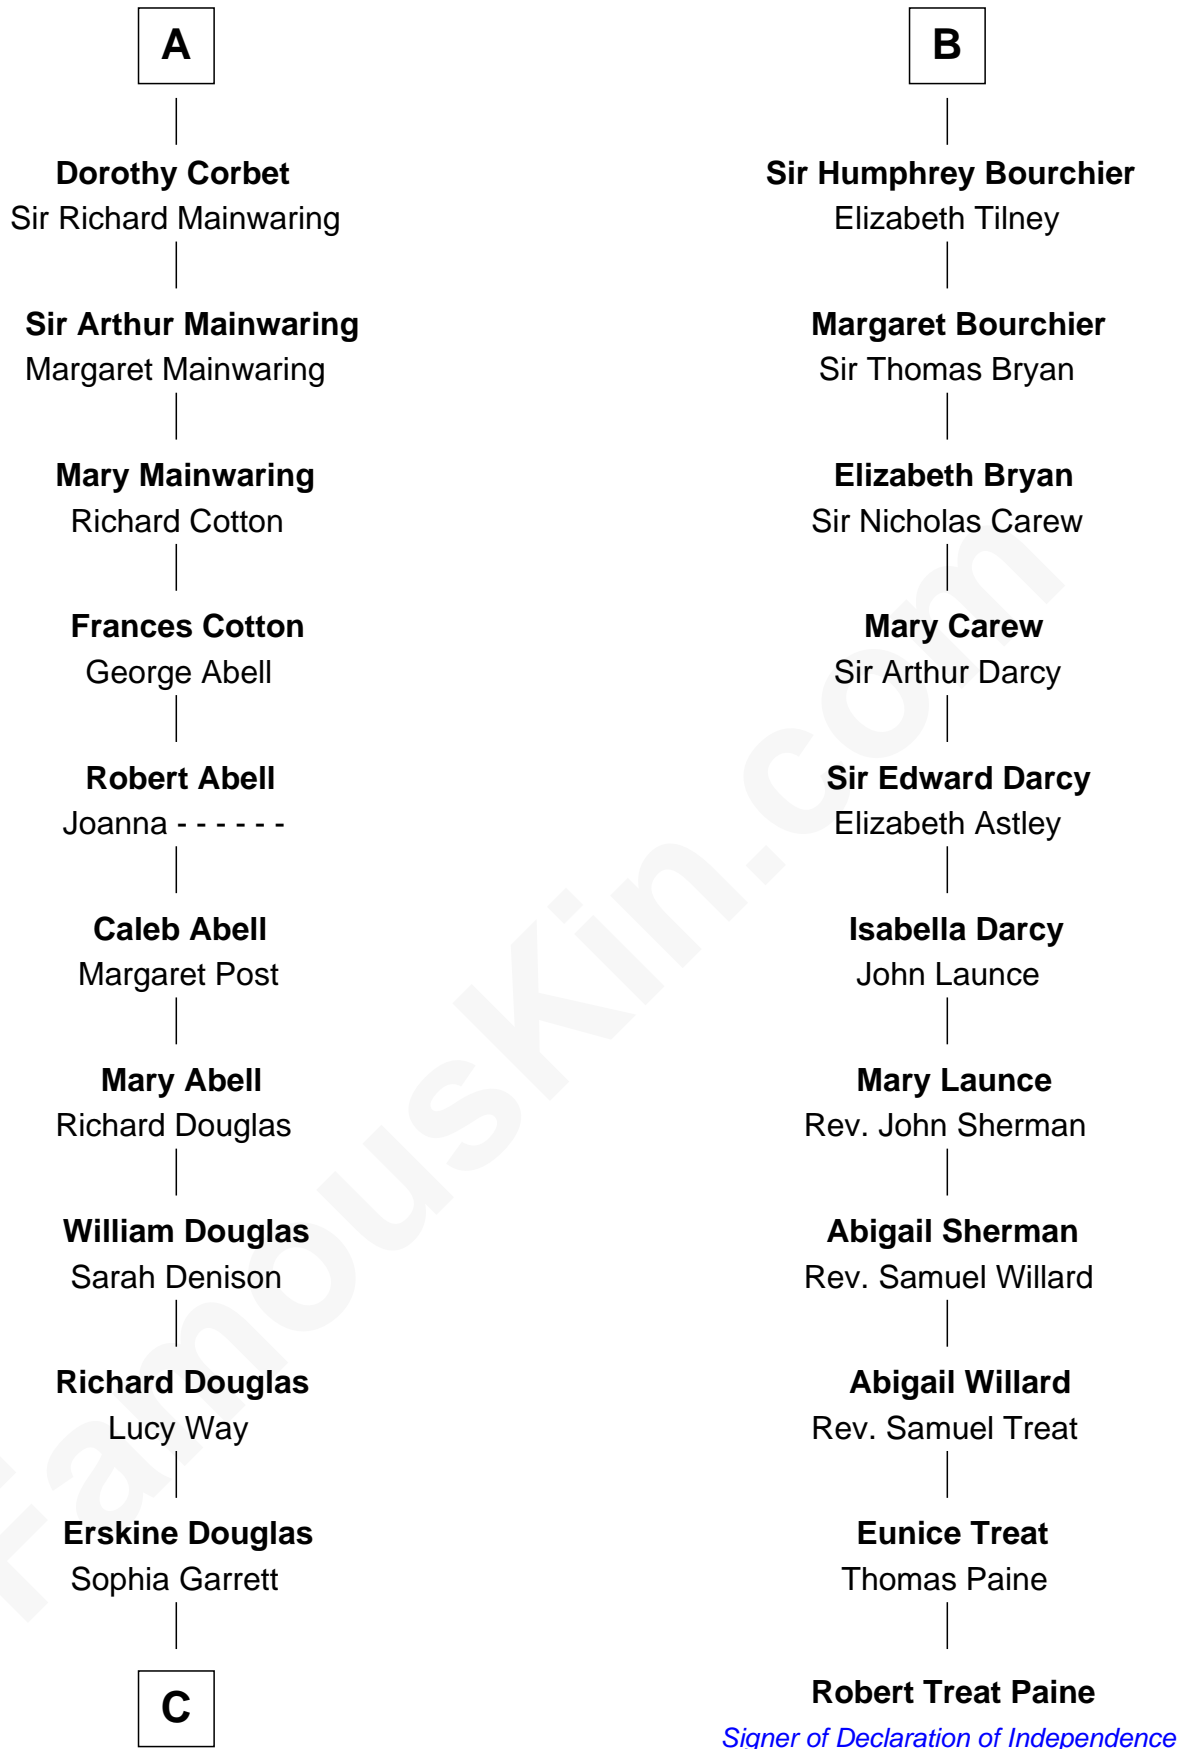 A
Dorothy Corbet
Sir Richard Mainwaring
Sir Arthur Mainwaring
Margaret Mainwaring
Mary Mainwaring
Richard Cotton
Frances Cotton
George Abell
Robert Abell
Joanna - - - - - -
Caleb Abell
Margaret Post
Mary Abell
Richard Douglas
William Douglas
Sarah Denison
Richard Douglas
Lucy Way
Erskine Douglas
Sophia Garrett
C
B
Sir Humphrey Bourchier
Elizabeth Tilney
Margaret Bourchier
Sir Thomas Bryan
Elizabeth Bryan
Sir Nicholas Carew
Mary Carew
Sir Arthur Darcy
Sir Edward Darcy
Elizabeth Astley
Isabella Darcy
John Launce
Mary Launce
Rev. John Sherman
Abigail Sherman
Rev. Samuel Willard
Abigail Willard
Rev. Samuel Treat
Eunice Treat
Thomas Paine
Robert Treat Paine
Signer of Declaration of Independence
FamousKin.com